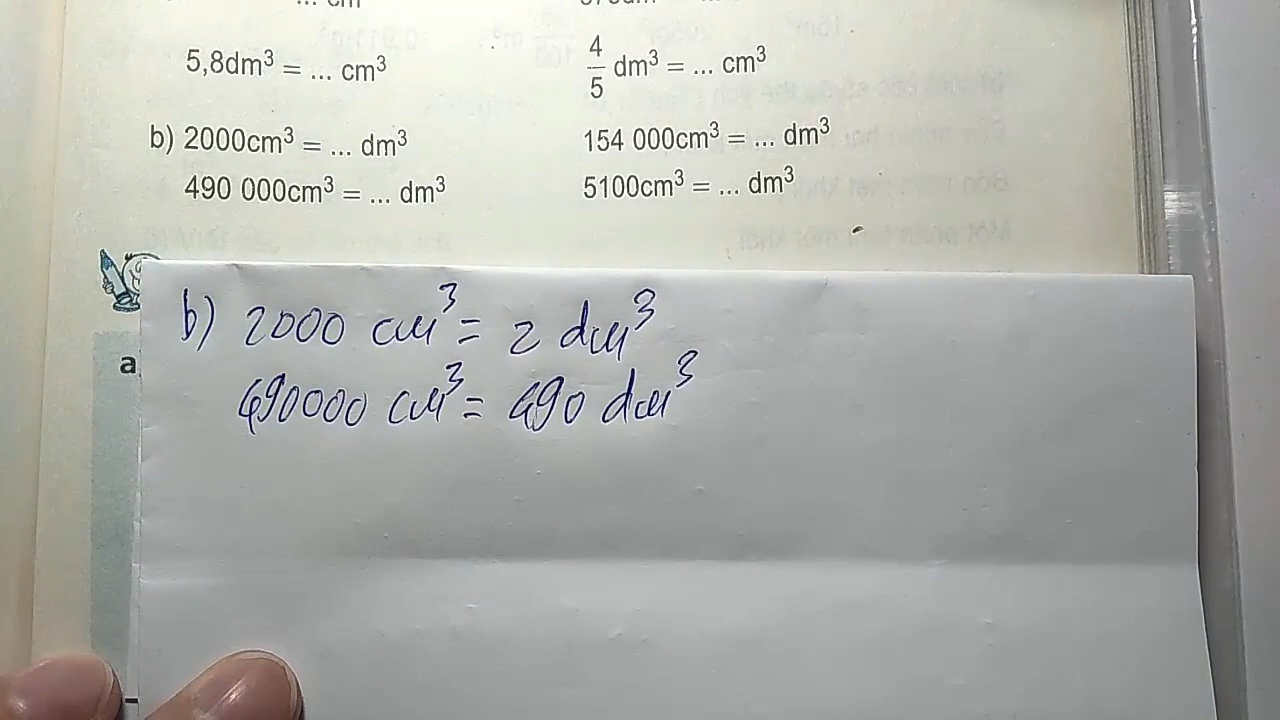 ... cm
5,8dm³ = ... cm³
4/5 dm³ = ... cm³
b) 2000cm³ = ... dm³
154 000cm³ = ... dm³
490 000cm³ = ... dm³
5100cm³ = ... dm³
b) 2000 cm³ = 2 dm³
490000 cm³ = 490 dm³
a